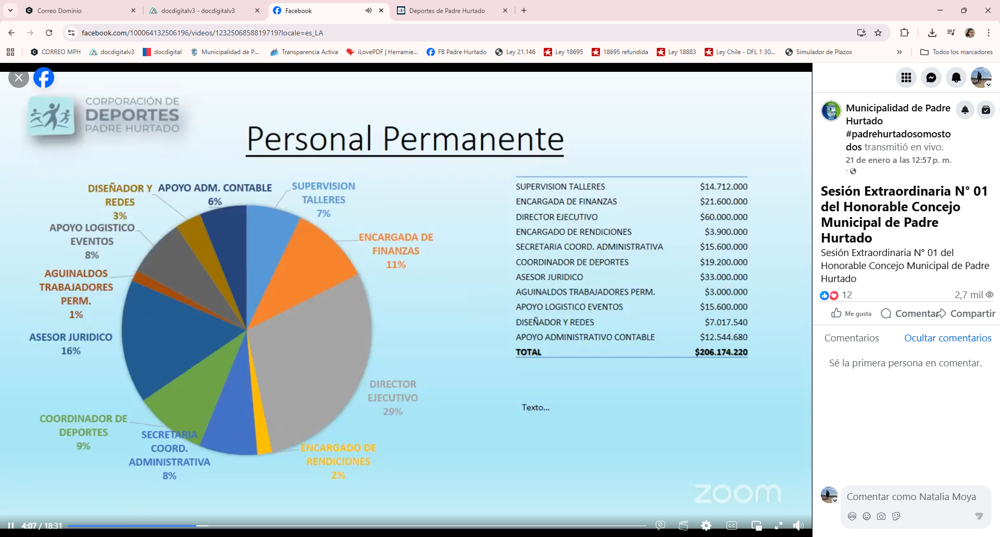 Correo Dominio
docdigitalv3 - docdigitalv3
Facebook
Deportes de Padre Hurtado
facebook.com/100064132506196/videos/1232506858819719?locale=es_LA
CORREO MPH
docdigitalv3
docdigital
Municipalidad de P...
Transparencia Activa
iLovePDF | Herramie...
FB Padre Hurtado
Ley 21.146
Ley 18695
18695 refundida
Ley 18883
Ley Chile - DFL 1 30...
Simulador de Plazos
Todos los marcadores
CORPORACIÓN DE
DEPORTES
PADRE HURTADO
Personal Permanente
DISEÑADOR Y
REDES
3%
APOYO ADM. CONTABLE
6%
SUPERVISION
TALLERES
7%
APOYO LOGISTICO
EVENTOS
8%
ENCARGADA DE
FINANZAS
11%
AGUINALDOS
TRABAJADORES
PERM.
1%
ASESOR JURIDICO
16%
DIRECTOR
EJECUTIVO
29%
COORDINADOR DE
DEPORTES
9%
SECRETARIA
COORD.
ADMINISTRATIVA
8%
ENCARGADO DE
RENDICIONES
2%
SUPERVISION TALLERES $14.712.000
ENCARGADA DE FINANZAS $21.600.000
DIRECTOR EJECUTIVO $60.000.000
ENCARGADO DE RENDICIONES $3.900.000
SECRETARIA COORD. ADMINISTRATIVA $15.600.000
COORDINADOR DE DEPORTES $19.200.000
ASESOR JURIDICO $33.000.000
AGUINALDOS TRABAJADORES PERM. $3.000.000
APOYO LOGISTICO EVENTOS $15.600.000
DISEÑADOR Y REDES $7.017.540
APOYO ADMINISTRATIVO CONTABLE $12.544.680
TOTAL $206.174.220
Texto...
zoom
4:07 / 18:31
CC
Municipalidad de Padre
Hurtado
#padrehurtadosomosto
dos transmitió en vivo.
21 de enero a las 12:57 p. m.
·
Sesión Extraordinaria N° 01
del Honorable Concejo
Municipal de Padre
Hurtado
Sesión Extraordinaria N° 01 del
Honorable Concejo Municipal de Padre
Hurtado
12
2,7 mil
Me gusta
Comentar
Compartir
Comentarios
Ocultar comentarios
Sé la primera persona en comentar.
Comentar como Natalia Moya